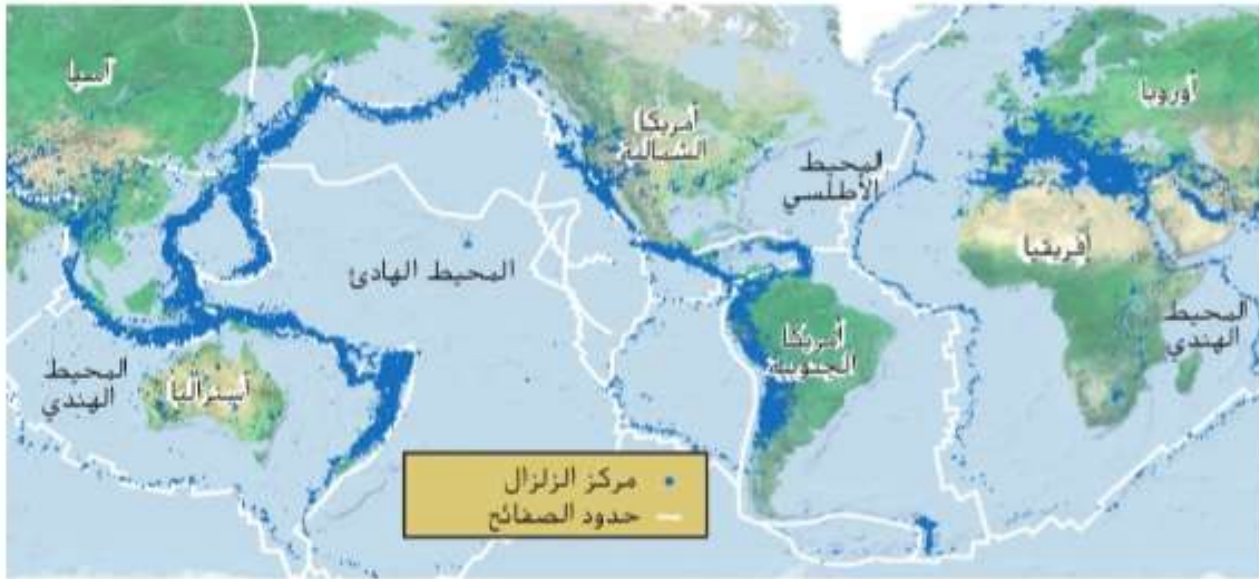 آسيا
أمريكا
الشمالية
المحيط
الأطلسي
أوروبا
إفريقيا
المحيط الهادئ
المحيط
الهندي
أمريكا
الجنوبية
المحيط
الهندي
أستراليا
مركز الزلزال
حدود الصفائح